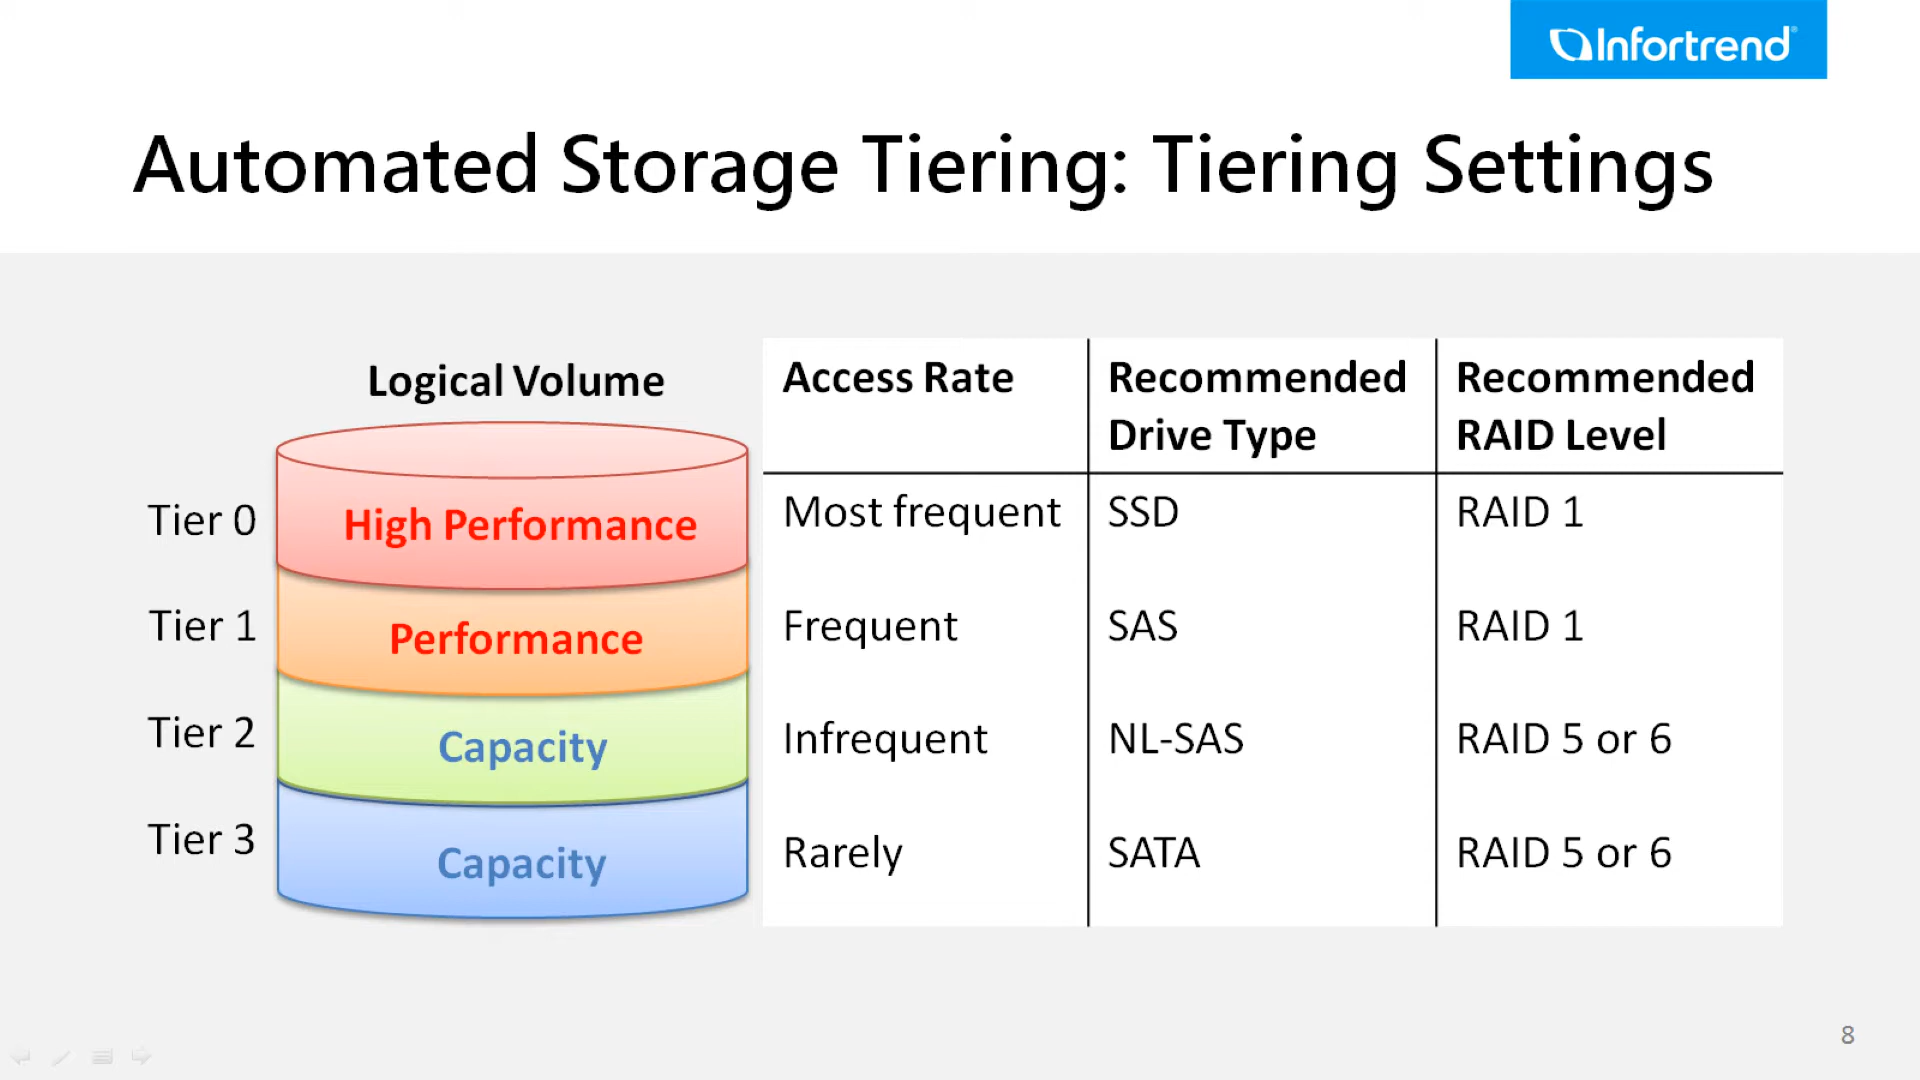 Infortrend
Automated Storage Tiering: Tiering Settings
Logical Volume
Tier 0 High Performance
Tier 1 Performance
Tier 2 Capacity
Tier 3 Capacity
Access Rate Recommended Drive Type Recommended RAID Level
Most frequent SSD RAID 1
Frequent SAS RAID 1
Infrequent NL-SAS RAID 5 or 6
Rarely SATA RAID 5 or 6
8